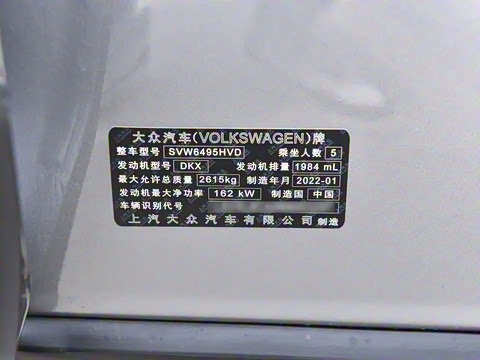 大众汽车(VOLKSWAGEN)牌
整车型号 SVW6495HVD 乘坐人数 5
发动机型号 DKX 发动机排量 1984 mL
最大允许总质量 2615kg 制造年月 2022-01
发动机最大净功率 162 kW 制造国 中国
车辆识别代号
上汽大众汽车有限公司 制造